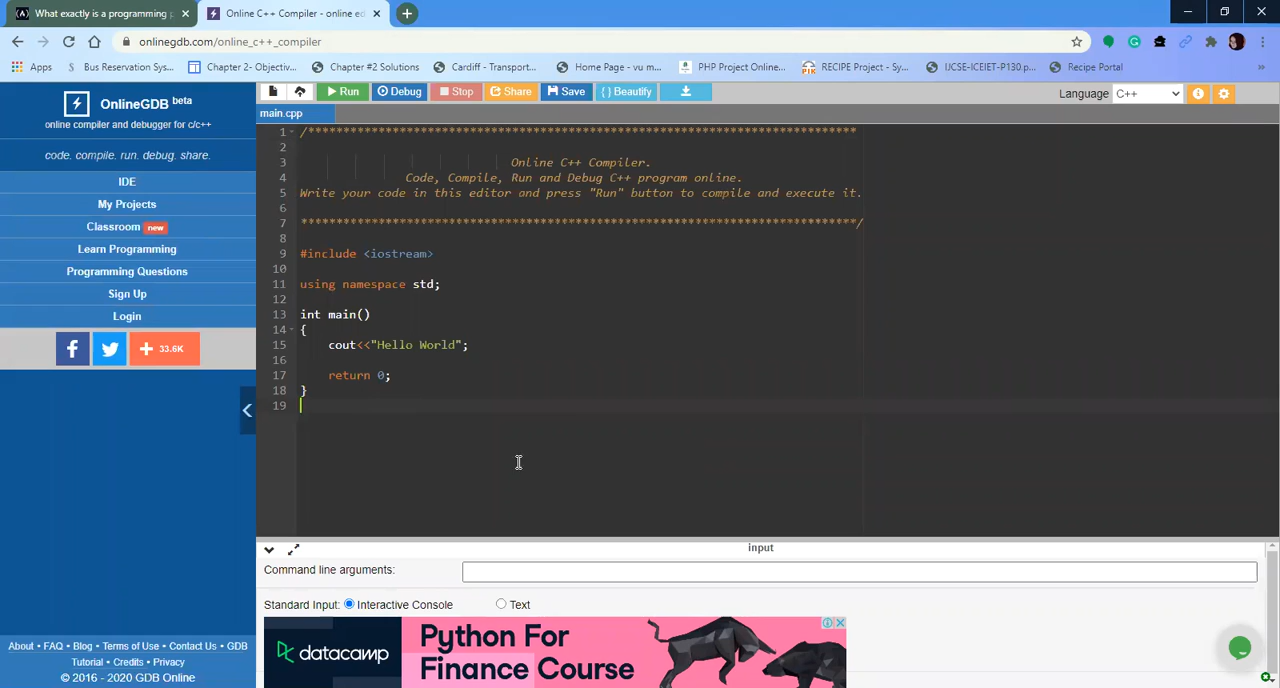 What exactly is a programming p
Online C++ Compiler - online ed
onlinegdb.com/online_c++_compiler
Apps
Bus Reservation Sy...
Chapter 2- Objectiv...
Chapter #2 Solutions
Cardiff - Transport...
Home Page - vu m...
PHP Project Online...
RECIPE Project - Sy...
IJCSE-ICEIET-P130.p...
Recipe Portal
»
OnlineGDB beta
online compiler and debugger for c/c++
code. compile. run. debug. share.
IDE
My Projects
Classroom new
Learn Programming
Programming Questions
Sign Up
Login
33.6K
About • FAQ • Blog • Terms of Use • Contact Us • GDB
Tutorial • Credits • Privacy
© 2016 - 2020 GDB Online
Run Debug Stop Share Save { } Beautify
Language C++
main.cpp
1 /******************************************************************************
2
3 Online C++ Compiler.
4 Code, Compile, Run and Debug C++ program online.
5 Write your code in this editor and press "Run" button to compile and execute it.
6
7 *******************************************************************************/
8
9 #include <iostream>
10
11 using namespace std;
12
13 int main()
14 {
15 cout<<"Hello World";
16
17 return 0;
18 }
19
input
Command line arguments:
Standard Input: Interactive Console Text
datacamp
Python For
Finance Course